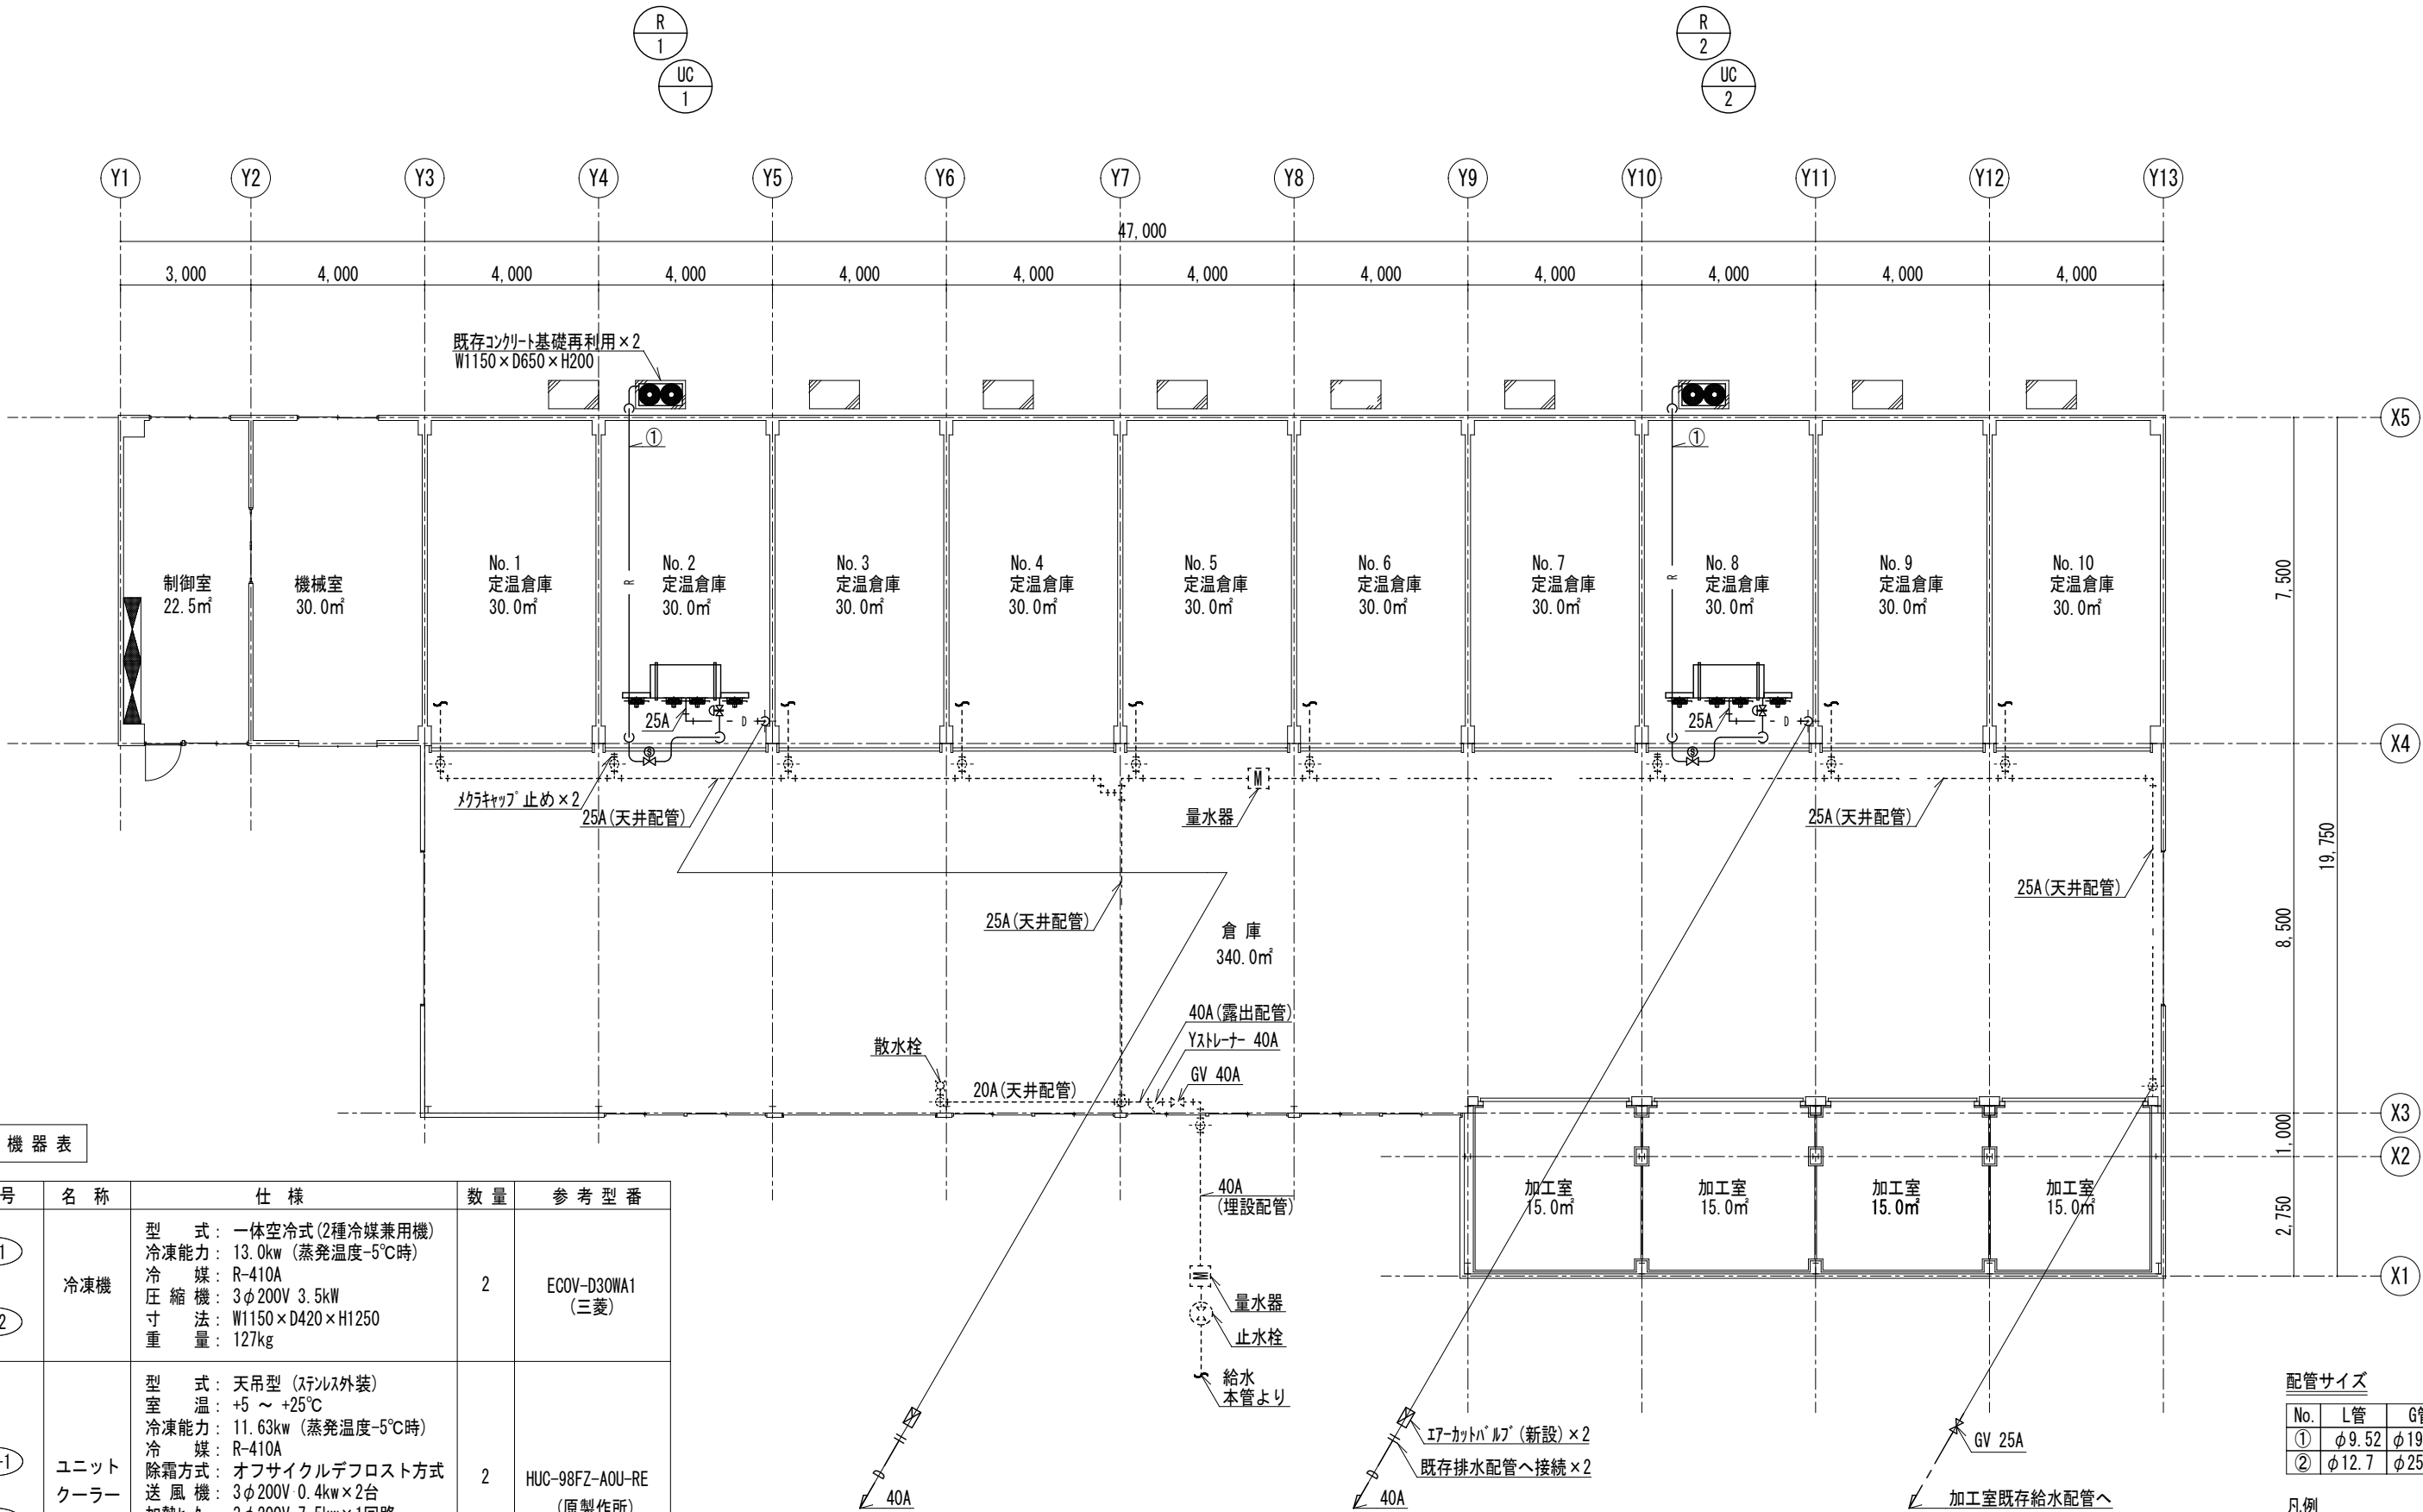 R
1
UC
1
R
2
UC
2
Y1
Y2
Y3
Y4
Y5
Y6
Y7
Y8
Y9
Y10
Y11
Y12
Y13
47,000
3,000
4,000
4,000
4,000
4,000
4,000
4,000
4,000
4,000
4,000
4,000
4,000
既存コンクリート基礎再利用×2
W1150×D650×H200
X5
①
①
制御室
22.5㎡
機械室
30.0㎡
No.1
定温倉庫
30.0㎡
R
No.2
定温倉庫
30.0㎡
No.3
定温倉庫
30.0㎡
No.4
定温倉庫
30.0㎡
No.5
定温倉庫
30.0㎡
No.6
定温倉庫
30.0㎡
No.7
定温倉庫
30.0㎡
R
No.8
定温倉庫
30.0㎡
No.9
定温倉庫
30.0㎡
No.10
定温倉庫
30.0㎡
7,500
25A
D
25A
D
X4
S
S
メクラキャップ止め×2
25A(天井配管)
M
量水器
25A(天井配管)
19,750
25A(天井配管)
25A(天井配管)
倉 庫
340.0㎡
8,500
40A(露出配管)
Yストレーナー 40A
散水栓
20A(天井配管)
GV 40A
X3
1,000
X2
40A
(埋設配管)
加工室
15.0㎡
加工室
15.0㎡
加工室
15.0㎡
加工室
15.0㎡
2,750
X1
M
量水器
止水栓
給水
本管より
エアーカットバルブ(新設)×2
既存排水配管へ接続×2
40A
40A
GV 25A
加工室既存給水配管へ
機 器 表
号 名 称 仕 様 数 量 参 考 型 番
1
2
冷凍機
型 式: 一体空冷式(2種冷媒兼用機)
冷凍能力: 13.0kw (蒸発温度-5℃時)
冷 媒: R-410A
圧 縮 機: 3φ200V 3.5kW
寸 法: W1150×D420×H1250
重 量: 127kg
2
ECOV-D30WA1
(三菱)
-1
ユニット
クーラー
型 式: 天吊型 (ステンレス外装)
室 温: +5 ～ +25℃
冷凍能力: 11.63kw (蒸発温度-5℃時)
冷 媒: R-410A
除霜方式: オフサイクルデフロスト方式
送 風 機: 3φ200V 0.4kw×2台
2
HUC-98FZ-AOU-RE
(原製作所)
配管サイズ
No. L管
① φ9.52 φ19
② φ12.7 φ25
凡例